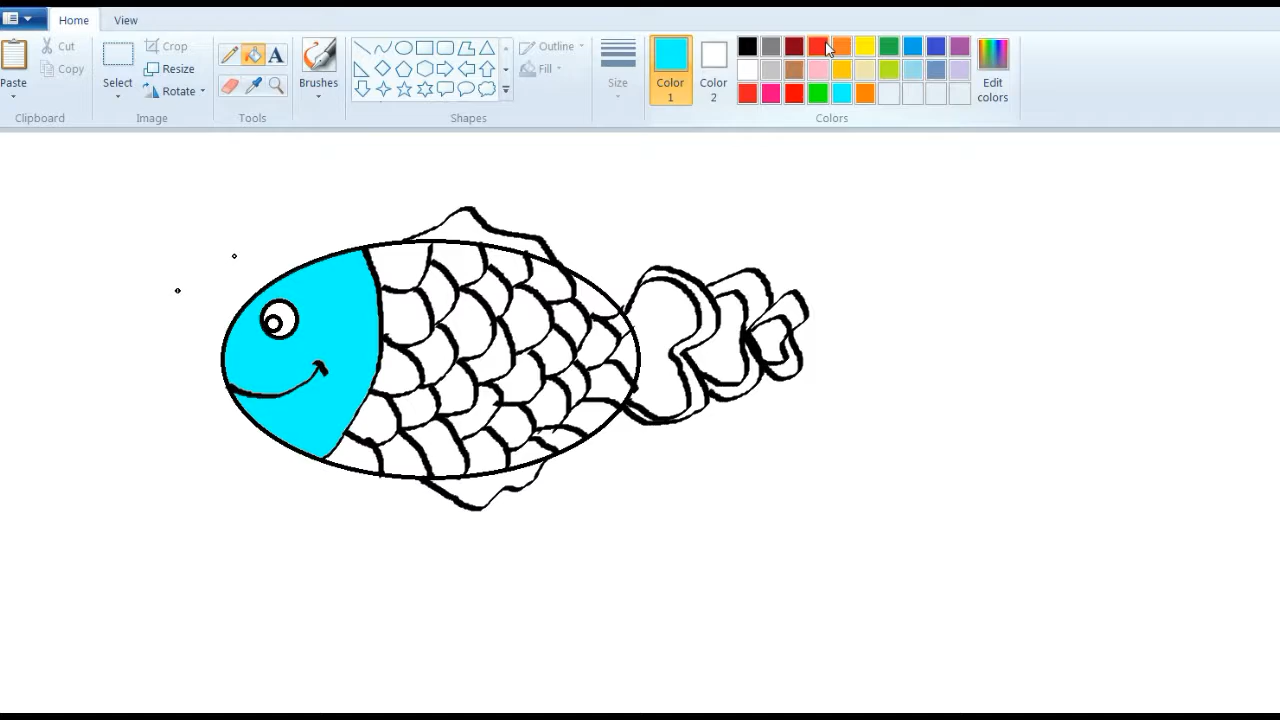 Home View
Paste
Cut
Copy
Clipboard
Select
Crop
Resize
Rotate
Image
A
Tools
Brushes
Outline
Fill
Shapes
Size
Color 1
Color 2
Edit colors
Colors